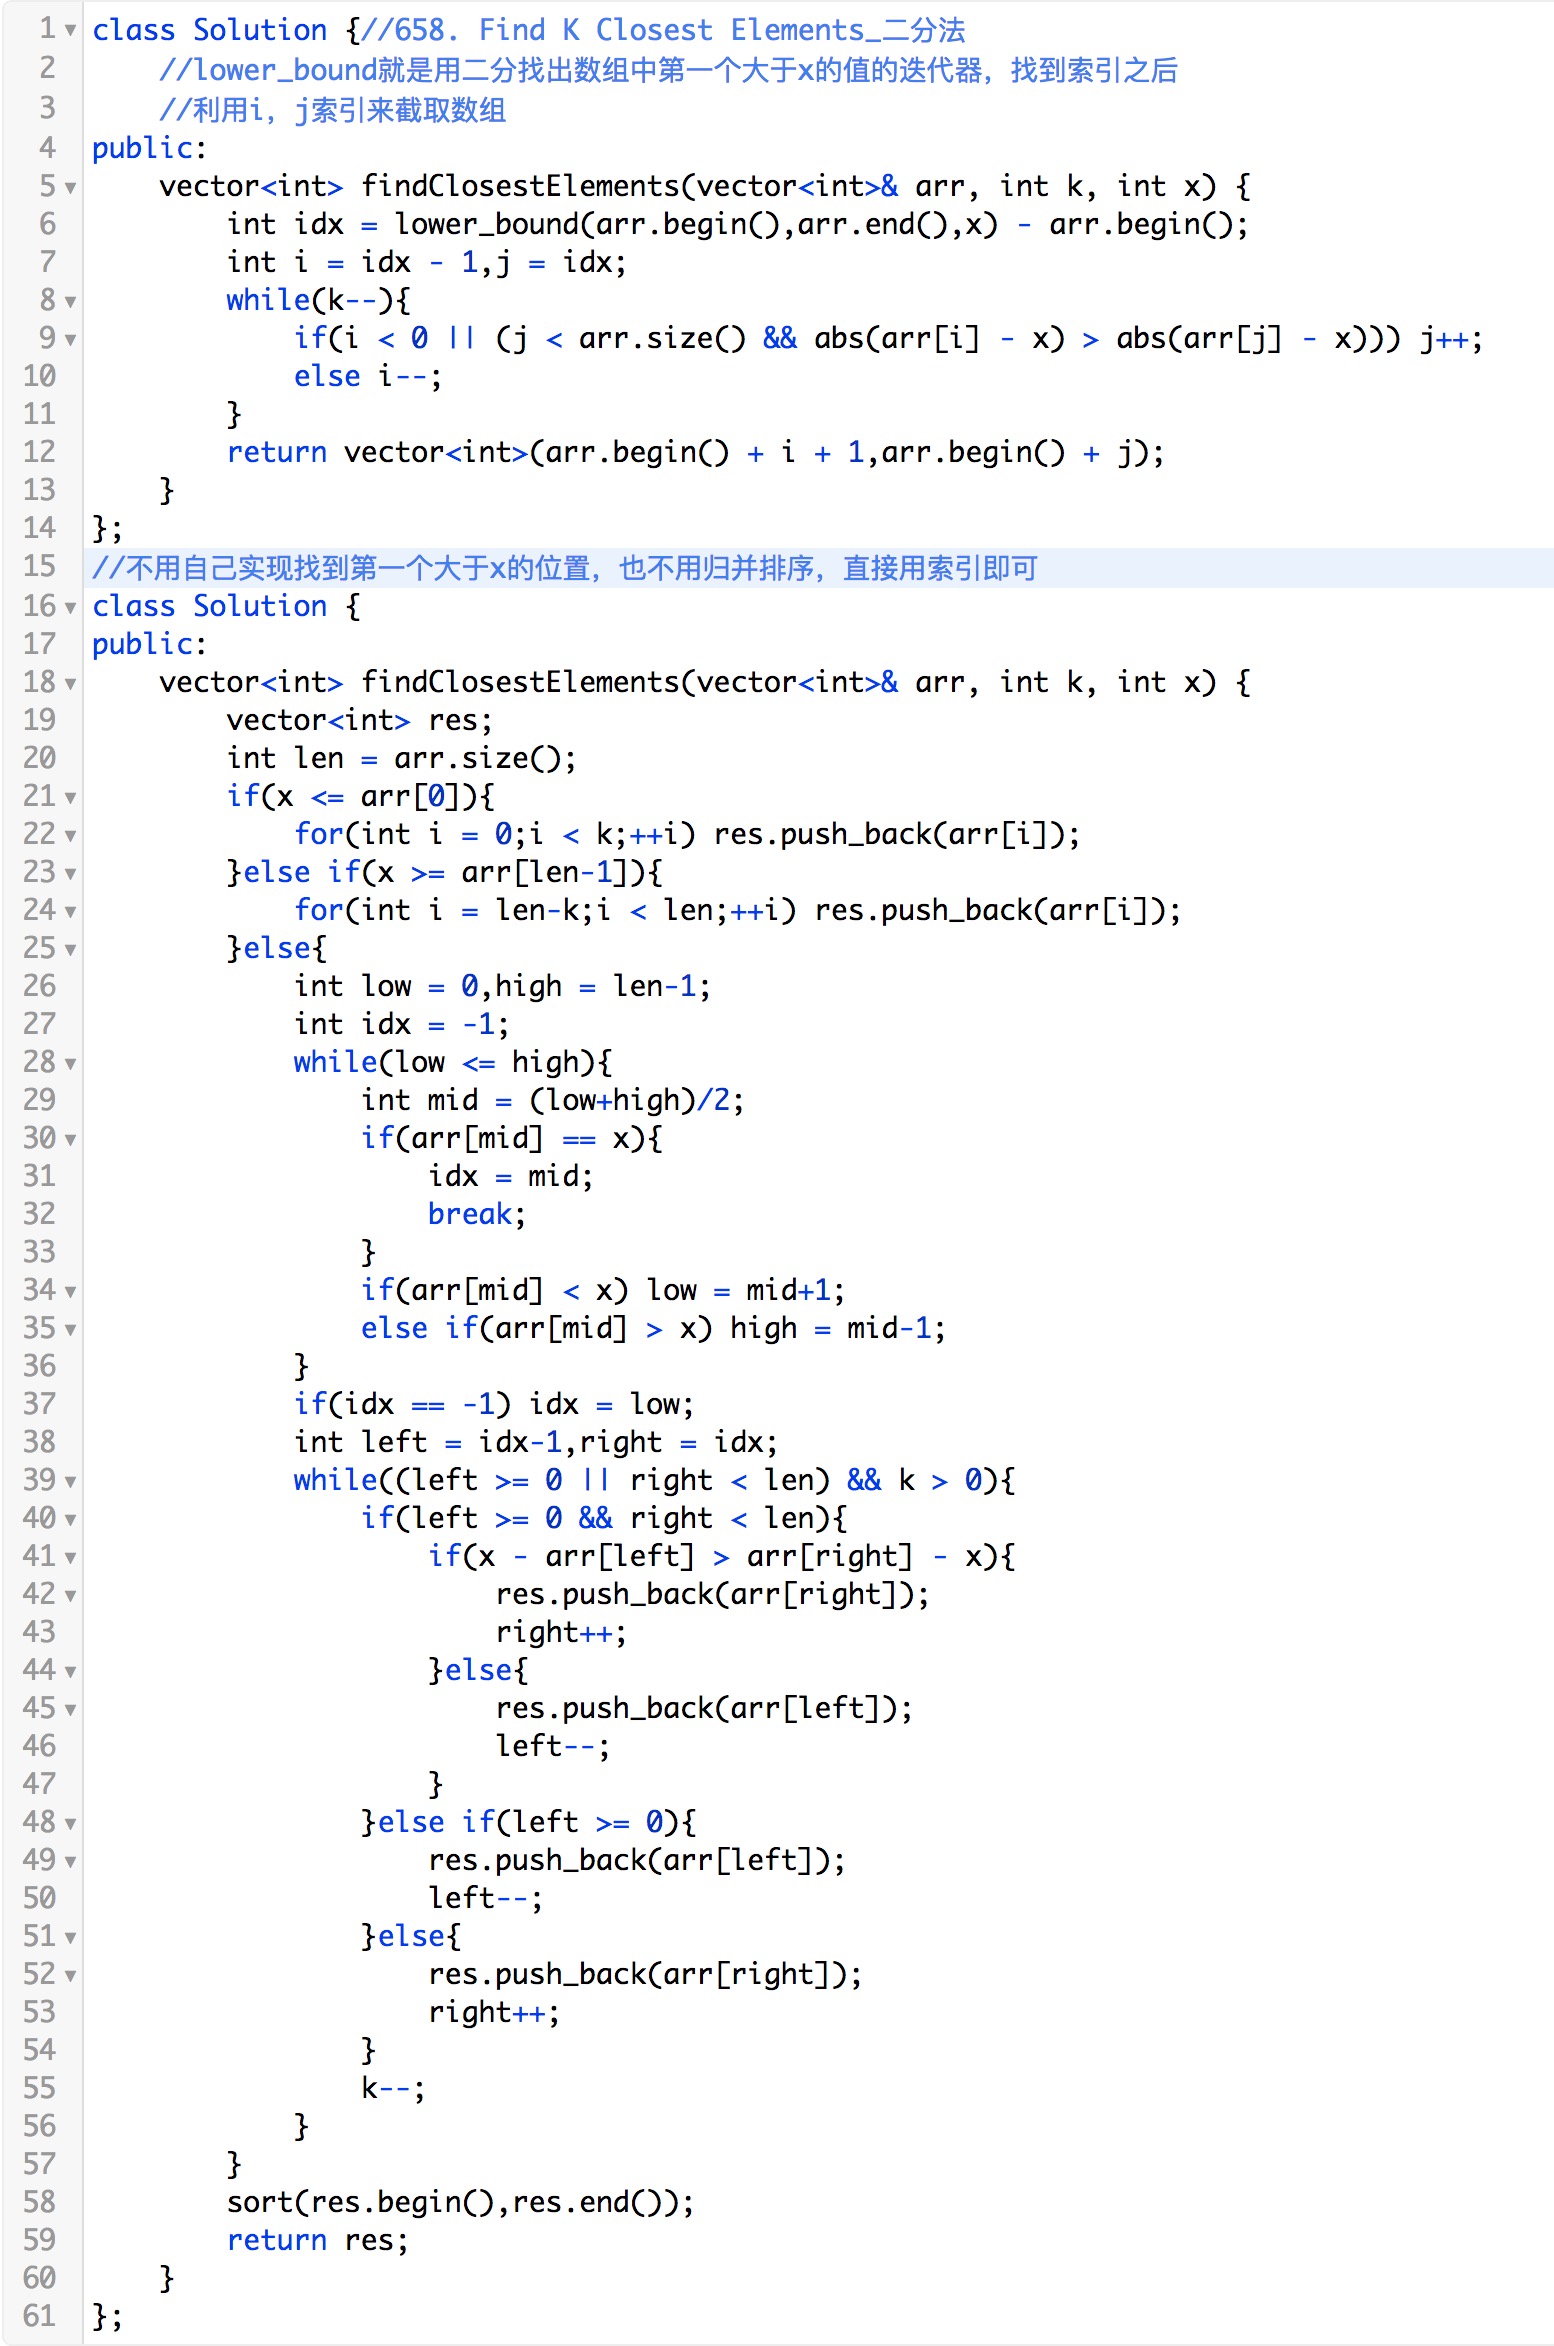 1 class Solution {//658. Find K Closest Elements_二分法
2     //lower_bound就是用二分找出数组中第一个大于x的值的迭代器，找到索引之后
3     //利用i，j索引来截取数组
4 public:
5     vector<int> findClosestElements(vector<int>& arr, int k, int x) {
6         int idx = lower_bound(arr.begin(),arr.end(),x) - arr.begin();
7         int i = idx - 1,j = idx;
8         while(k--){
9             if(i < 0 || (j < arr.size() && abs(arr[i] - x) > abs(arr[j] - x))) j++;
10             else i--;
11         }
12         return vector<int>(arr.begin() + i + 1,arr.begin() + j);
13     }
14 };
15 //不用自己实现找到第一个大于x的位置，也不用归并排序，直接用索引即可
16 class Solution {
17 public:
18     vector<int> findClosestElements(vector<int>& arr, int k, int x) {
19         vector<int> res;
20         int len = arr.size();
21         if(x <= arr[0]){
22             for(int i = 0;i < k;++i) res.push_back(arr[i]);
23         }else if(x >= arr[len-1]){
24             for(int i = len-k;i < len;++i) res.push_back(arr[i]);
25         }else{
26             int low = 0,high = len-1;
27             int idx = -1;
28             while(low <= high){
29                 int mid = (low+high)/2;
30                 if(arr[mid] == x){
31                     idx = mid;
32                     break;
33                 }
34                 if(arr[mid] < x) low = mid+1;
35                 else if(arr[mid] > x) high = mid-1;
36             }
37             if(idx == -1) idx = low;
38             int left = idx-1,right = idx;
39             while((left >= 0 || right < len) && k > 0){
40                 if(left >= 0 && right < len){
41                     if(x - arr[left] > arr[right] - x){
42                         res.push_back(arr[right]);
43                         right++;
44                     }else{
45                         res.push_back(arr[left]);
46                         left--;
47                     }
48                 }else if(left >= 0){
49                     res.push_back(arr[left]);
50                     left--;
51                 }else{
52                     res.push_back(arr[right]);
53                     right++;
54                 }
55                 k--;
56             }
57         }
58         sort(res.begin(),res.end());
59         return res;
60     }
61 };